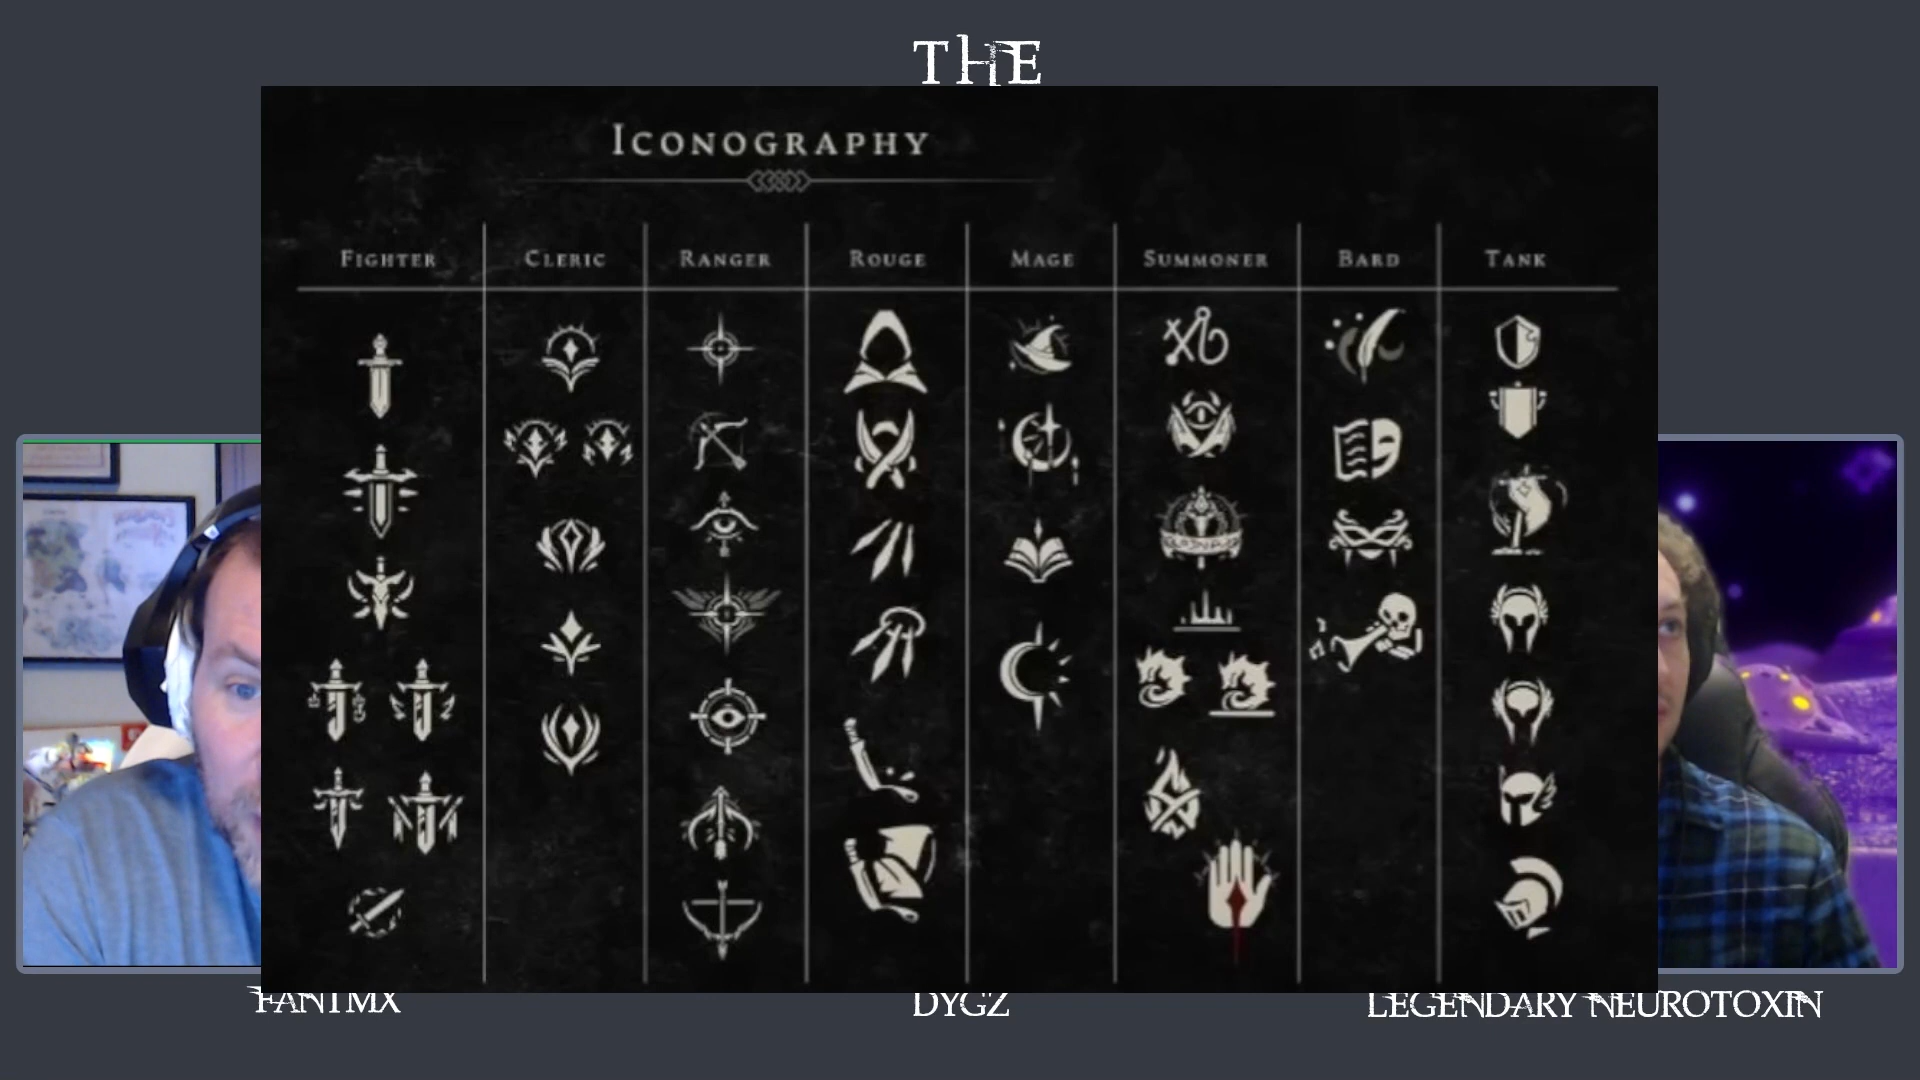 THE
ICONOGRAPHY
FIGHTER CLERIC RANGER ROUGE MAGE SUMMONER BARD TANK
FANTMX DYGZ LEGENDARY NEUROTOXIN